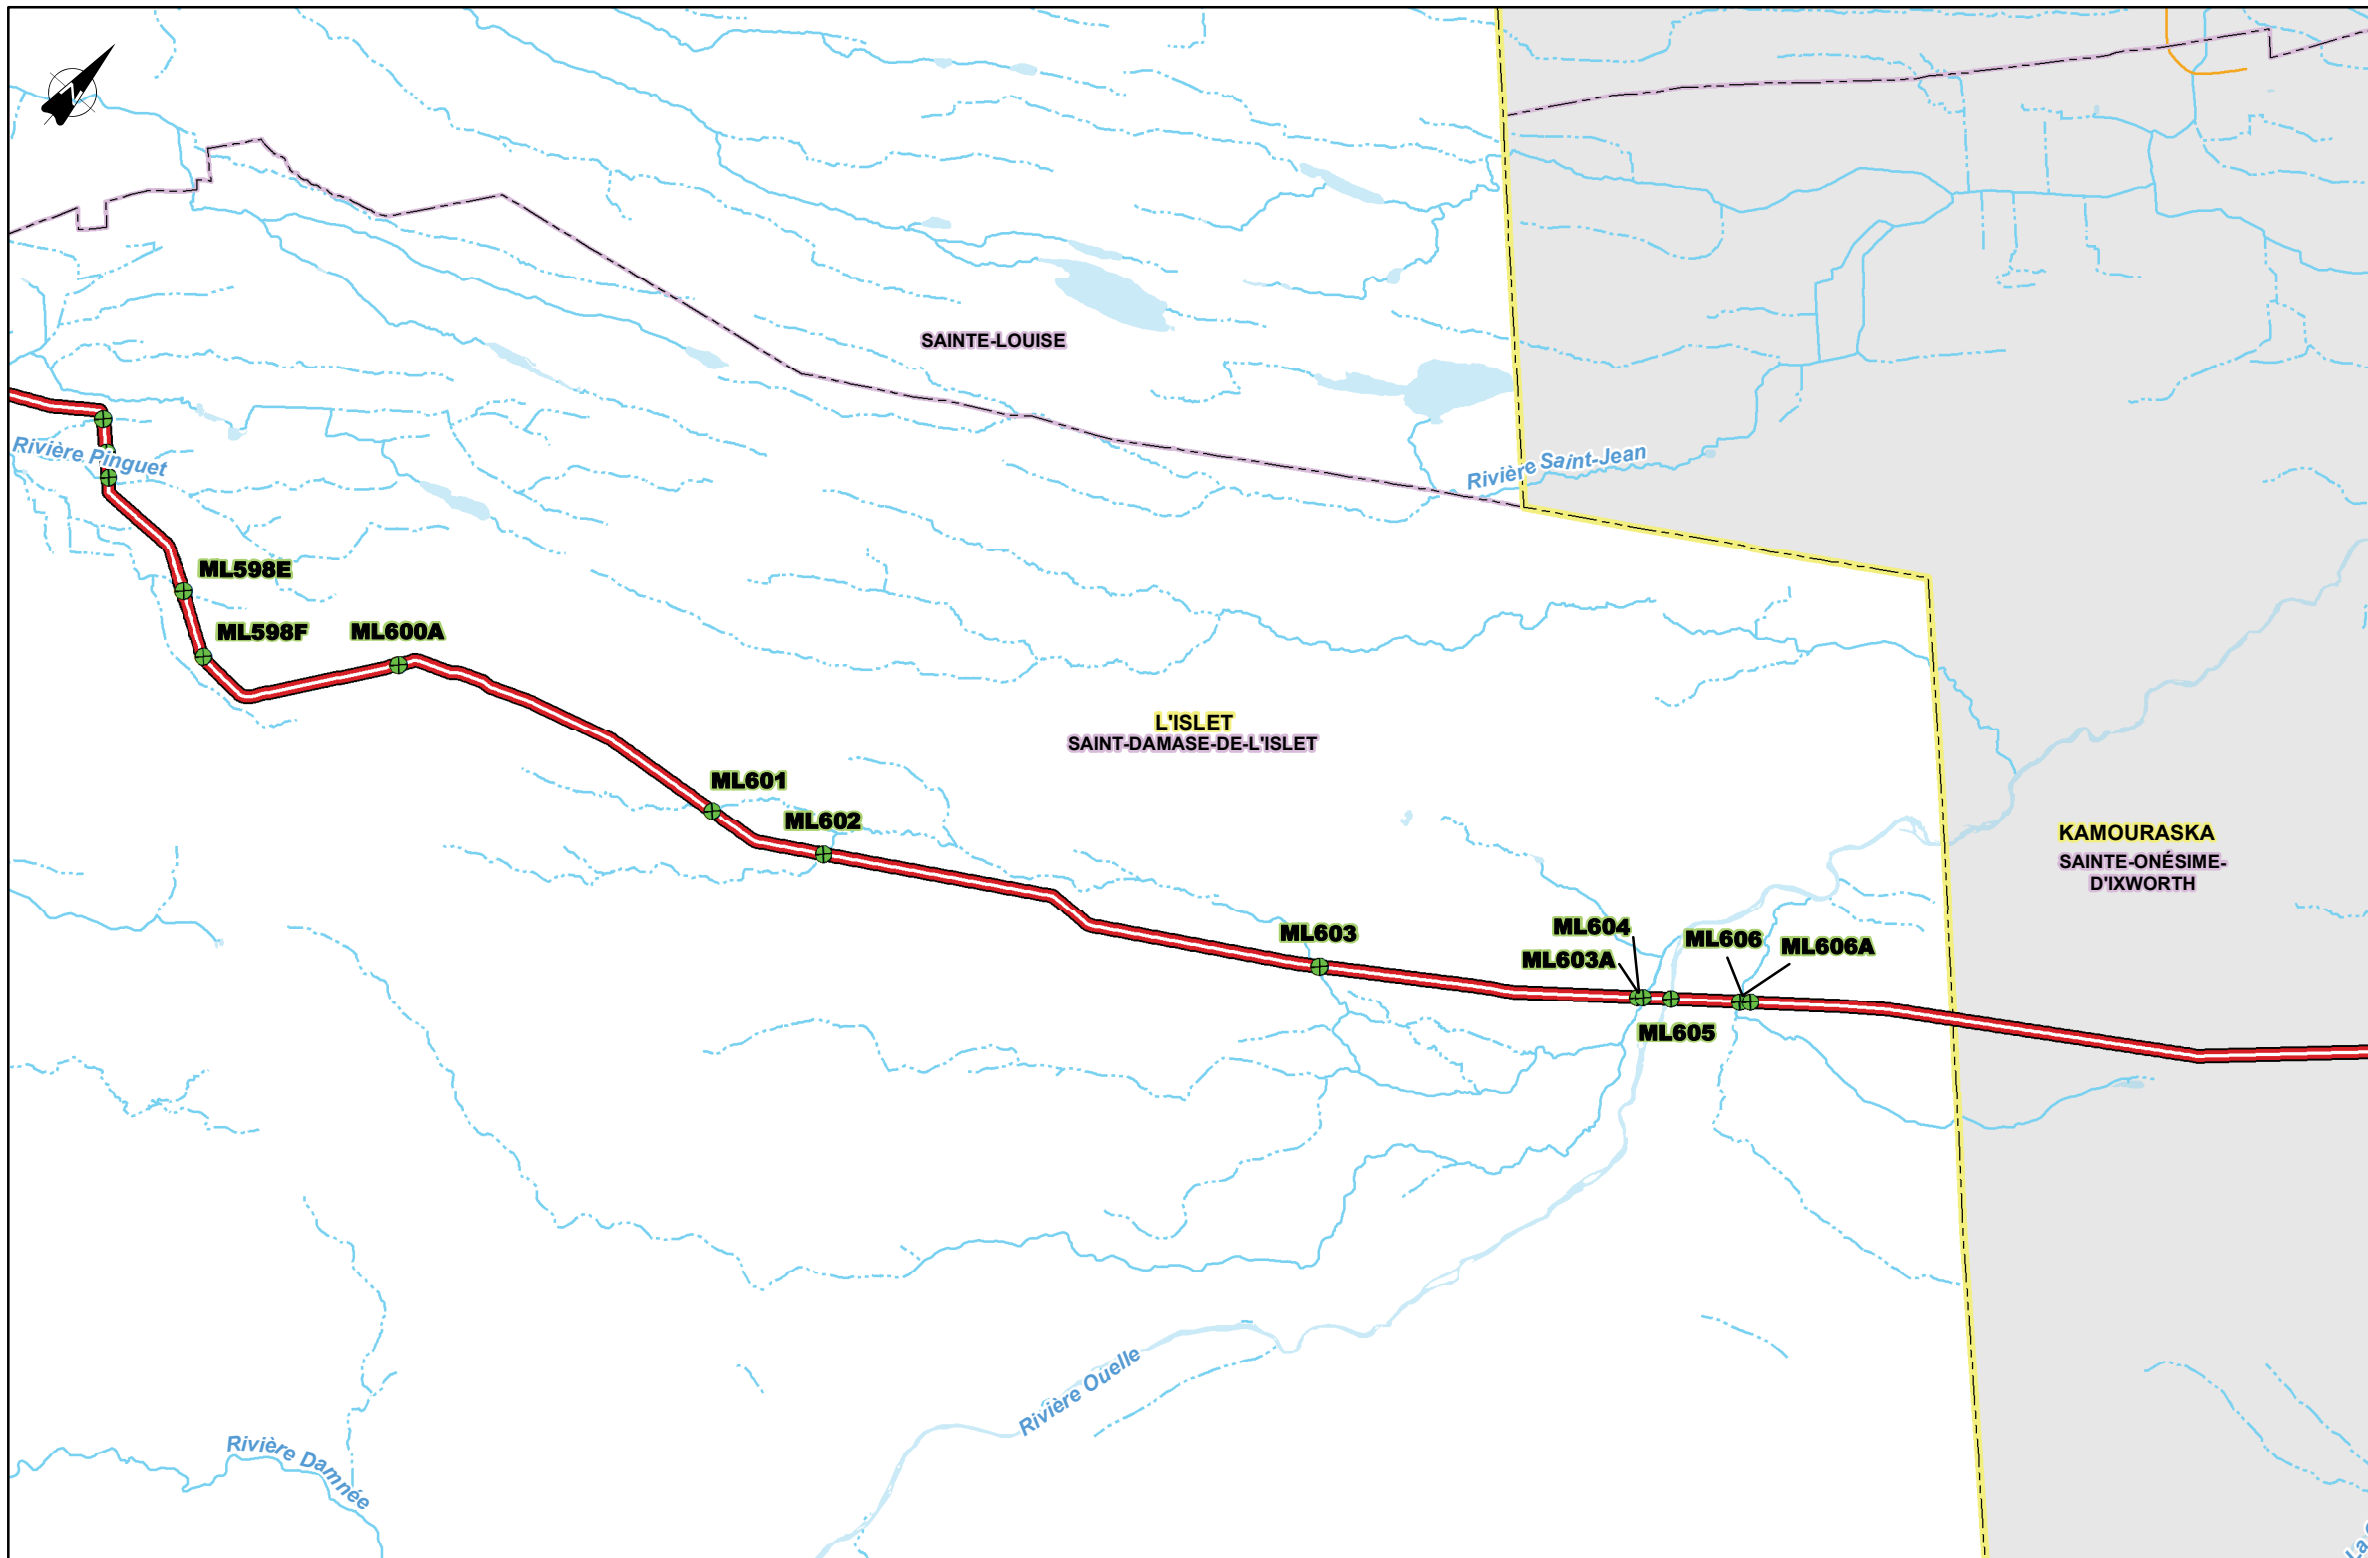 SAINTE-LOUISE
Rivière Pinguet
Rivière Saint-Jean
ML598E
ML598F
ML600A
L'ISLET
SAINT-DAMASE-DE-L'ISLET
ML601
ML602
KAMOURASKA
SAINTE-ONÉSIME-
D'IXWORTH
ML603
ML604
ML603A
ML606
ML606A
ML605
Rivière Ouelle
Rivière Damnée